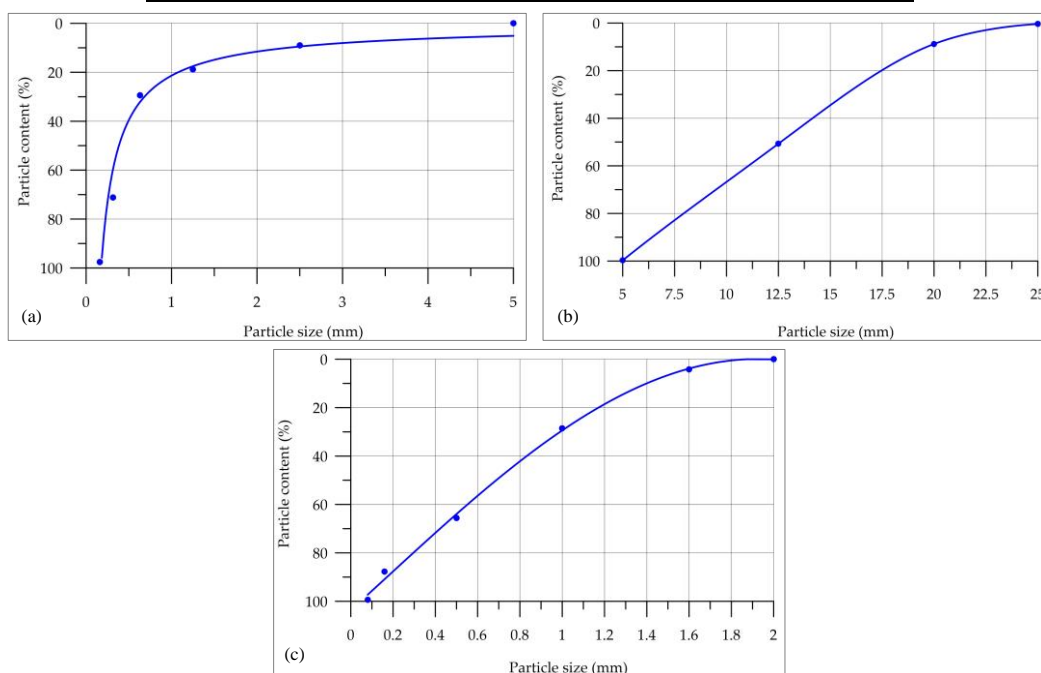 0
20
40
60
80
100
Particle content (%)
0 1 2 3 4 5
Particle size (mm)
(a)
0
20
40
60
80
100
Particle content (%)
5 7.5 10 12.5 15 17.5 20 22.5 25
Particle size (mm)
(b)
0
20
40
60
80
100
Particle content (%)
0 0.2 0.4 0.6 0.8 1 1.2 1.4 1.6 1.8 2
Particle size (mm)
(c)